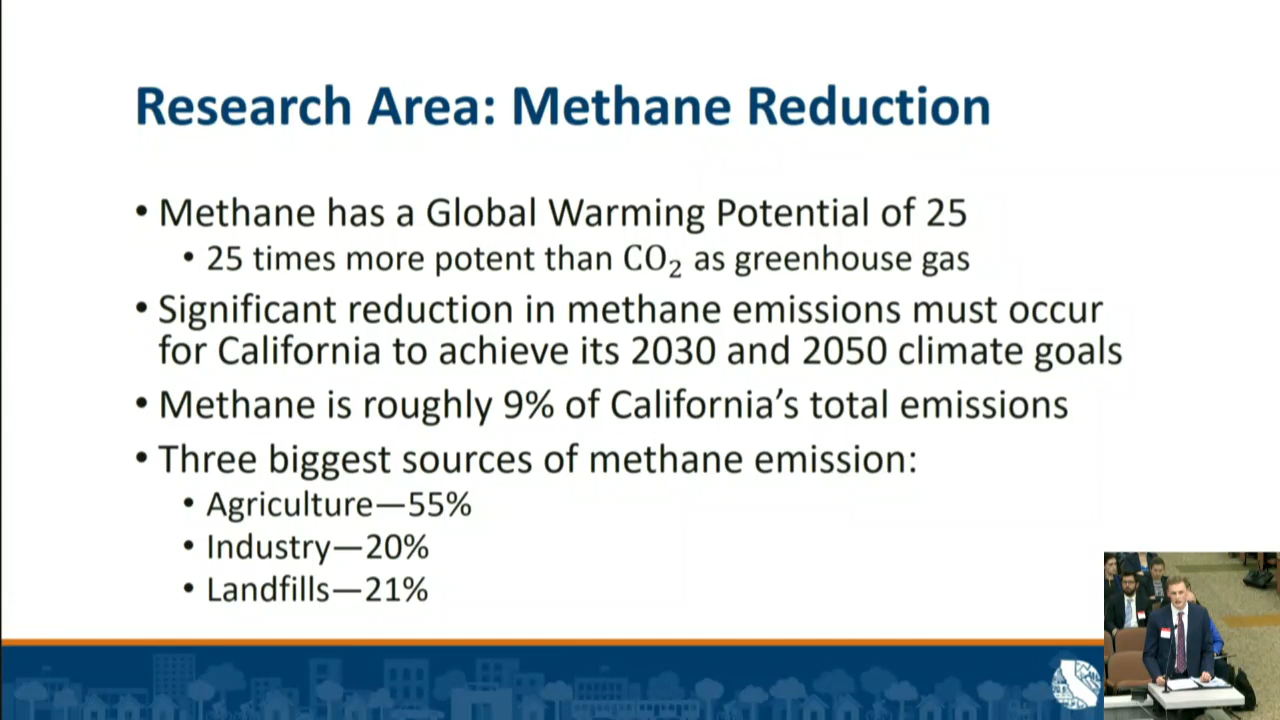 Research Area: Methane Reduction
• Methane has a Global Warming Potential of 25
• 25 times more potent than CO₂ as greenhouse gas
• Significant reduction in methane emissions must occur
for California to achieve its 2030 and 2050 climate goals
• Methane is roughly 9% of California’s total emissions
• Three biggest sources of methane emission:
• Agriculture—55%
• Industry—20%
• Landfills—21%